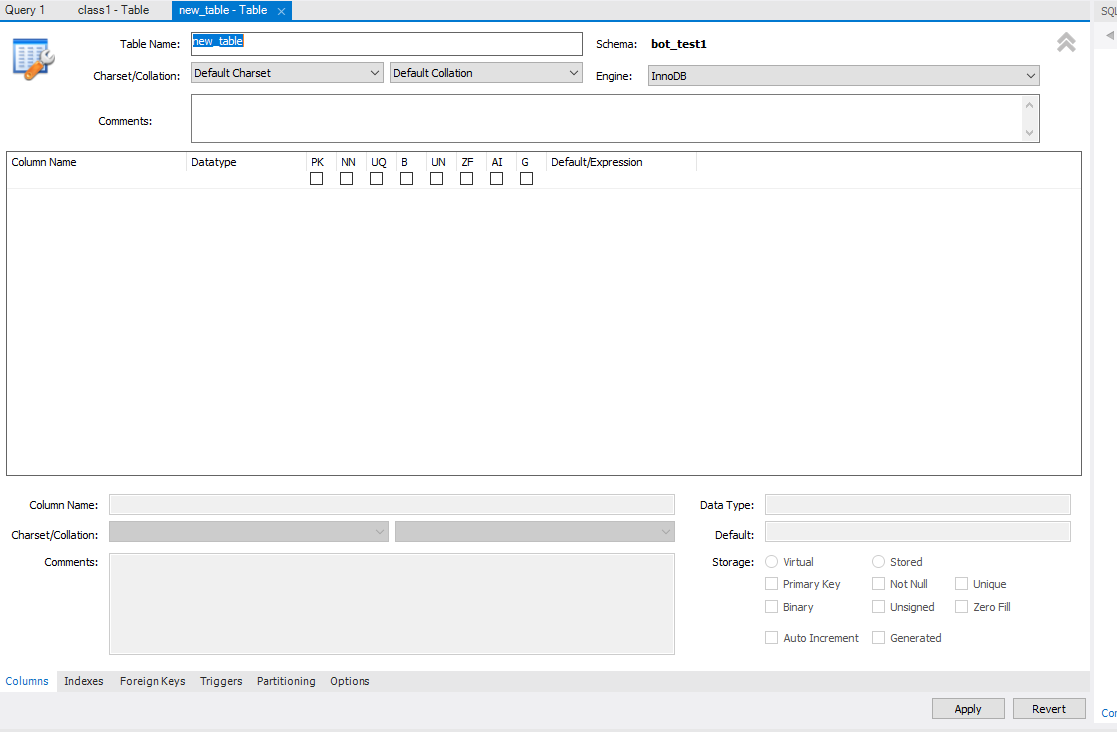 Query 1 class1 - Table new_table - Table SQL
Table Name: new_table Schema: bot_test1
Charset/Collation: Default Charset Default Collation Engine: InnoDB
Comments:
Column Name Datatype PK NN UQ B UN ZF AI G Default/Expression
Column Name: Data Type:
Charset/Collation: Default:
Comments: Storage: Virtual Stored
Primary Key Not Null Unique
Binary Unsigned Zero Fill
Auto Increment Generated
Columns Indexes Foreign Keys Triggers Partitioning Options
Apply Revert